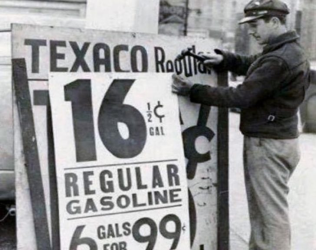 TEXACO
16 1/2 ¢
GAL
REGULAR
GASOLINE
6 GALS FOR 99¢
¢